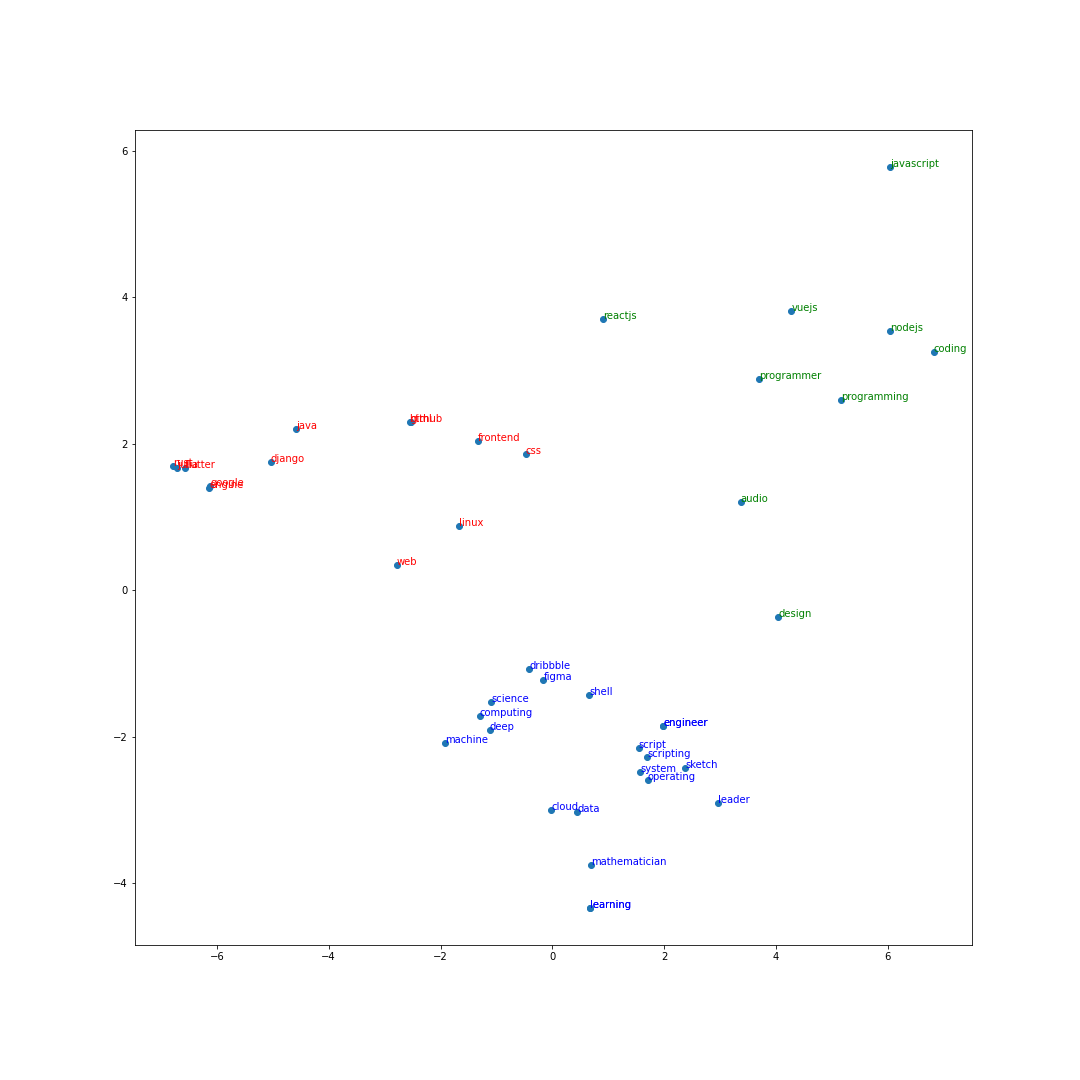 6
javascript
4
vuejs
reactjs
nodejs
coding
programmer
programming
java
github
frontend
css
2
django
flutter
google
audio
linux
web
0
design
dribbble
figma
shell
science
computing
engineer
deep
−2
machine
script
scripting
system
sketch
operating
leader
cloud
data
mathematician
−4
learning
−6
−4
−2
0
2
4
6